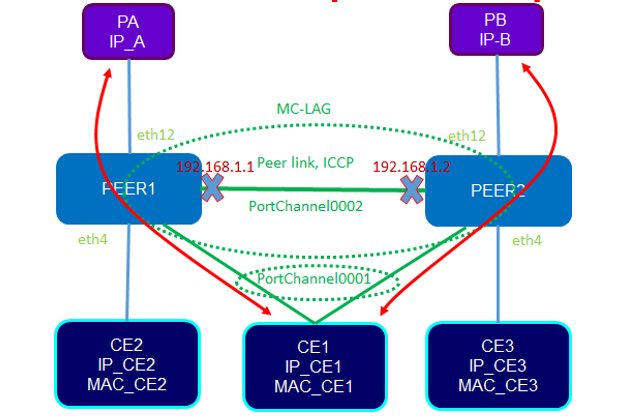 PA
IP_A
PB
IP-B
MC-LAG
eth12
eth12
192.168.1.1
Peer link, ICCP
192.168.1.2
PEER1
PEER2
PortChannel0002
eth4
eth4
PortChannel0001
CE2
IP_CE2
MAC_CE2
CE1
IP_CE1
MAC_CE1
CE3
IP_CE3
MAC_CE3